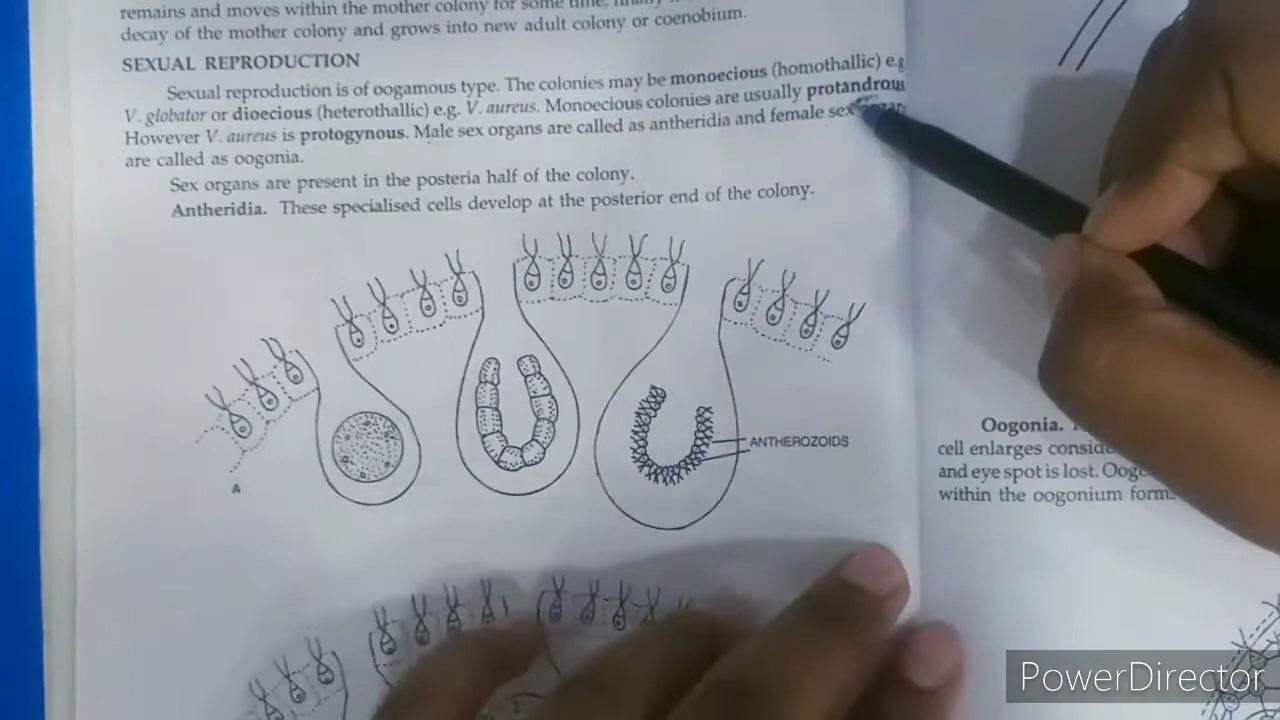 remains and moves within the mother colony for some time,
decay of the mother colony and grows into new adult colony or coenobium.
SEXUAL REPRODUCTION
Sexual reproduction is of oogamous type. The colonies may be monoecious (homothallic) e.g
V. globator or dioecious (heterothallic) e.g. V. aureus. Monoecious colonies are usually protandrous
However V. aureus is protogynous. Male sex organs are called as antheridia and female sex
are called as oogonia.
Sex organs are present in the posteria half of the colony.
Antheridia. These specialised cells develop at the posterior end of the colony.
ANTHEROZOIDS
A
Oogonia.
cell enlarges
and eye spot is lost.
within the oogonium
PowerDirector